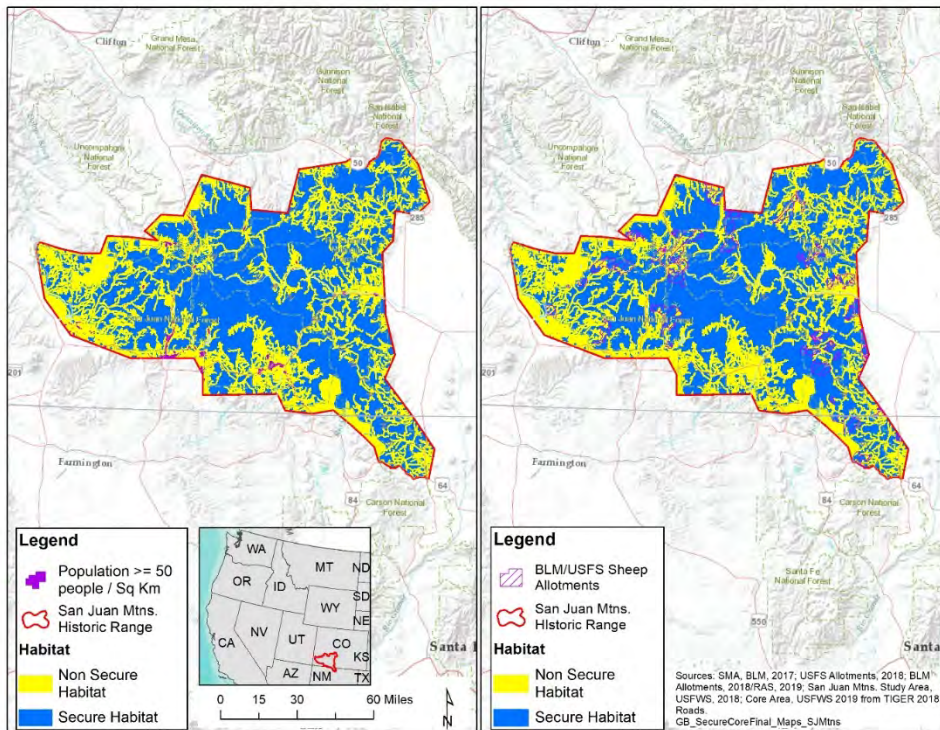 Clifton
Grand Mesa
National Forest
Gunnison
National
Forest
San Isabel
National
Forest
Uncompahgre
National
Forest
50
285
San Juan National Forest
Farmington
84
64
Carson National
Forest
Legend
Population >= 50
people / Sq Km
San Juan Mtns.
Historic Range
Habitat
Non Secure
Habitat
Secure Habitat
WA
MT
ND
OR
ID
SD
WY
NE
NV
UT
CO
CA
KS
AZ
NM
TX
0 15 30 60 Miles
N
Clifton
Grand Mesa
National Forest
Gunnison
National
Forest
San Isabel
National
Forest
Uncompahgre
National
Forest
50
285
San Juan National Forest
Farmington
84
64
Carson National
Forest
Santa Fe
National Forest
550
Santa
Legend
BLM/USFS Sheep
Allotments
San Juan Mtns.
HIstoric Range
Habitat
Non Secure
Habitat
Secure Habitat
Sources: SMA, BLM, 2017; USFS Allotments, 2018; BLM
Allotments, 2018/RAS, 2019; San Juan Mtns. Study Area,
USFWS, 2018; Core Area, USFWS 2019 from TIGER 2018
Roads.
GB_SecureCoreFinal_Maps_SJMtns